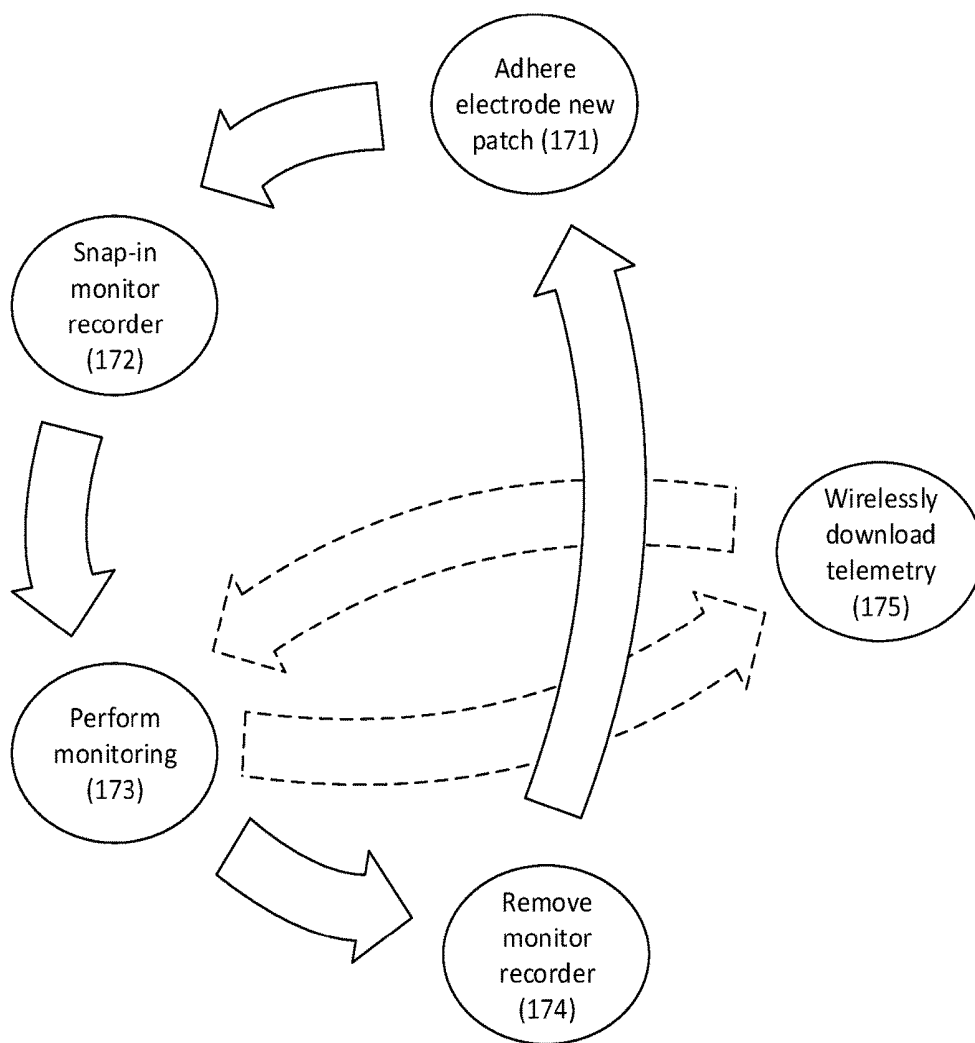 Adhere
electrode new
patch (171)
Snap-in
monitor
recorder
(172)
Wirelessly
download
telemetry
(175)
Perform
monitoring
(173)
Remove
monitor
recorder
(174)